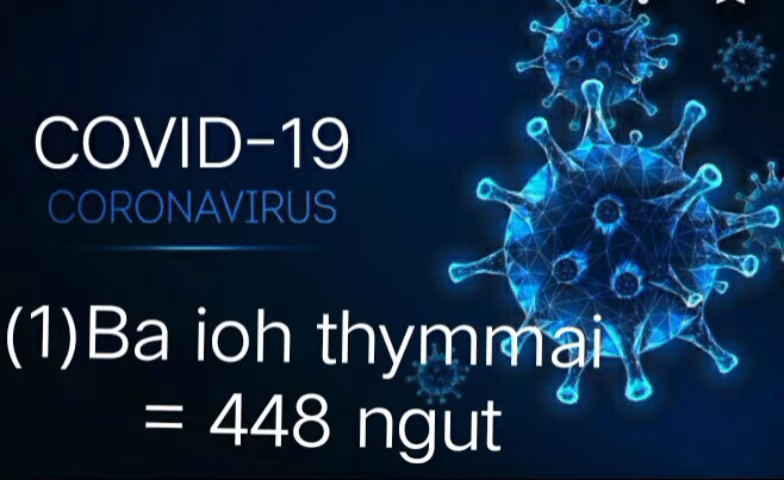 COVID-19
CORONAVIRUS
(1)Ba ioh thymmai
= 448 ngut